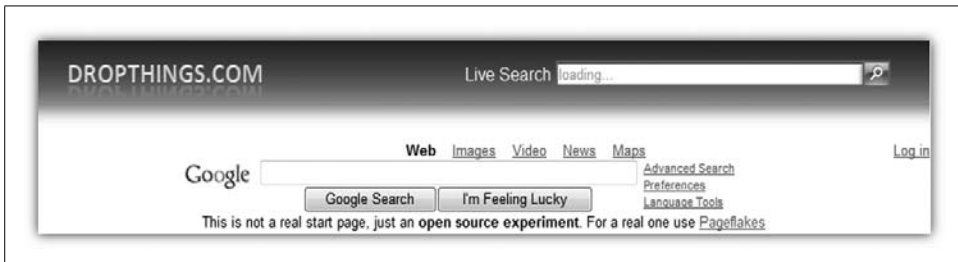 DROPTHINGS.COM Live Search loading...
Web Images Video News Maps Log in
Google Advanced Search
Preferences
Google Search I'm Feeling Lucky Language Tools
This is not a real start page, just an open source experiment. For a real one use Pageflakes